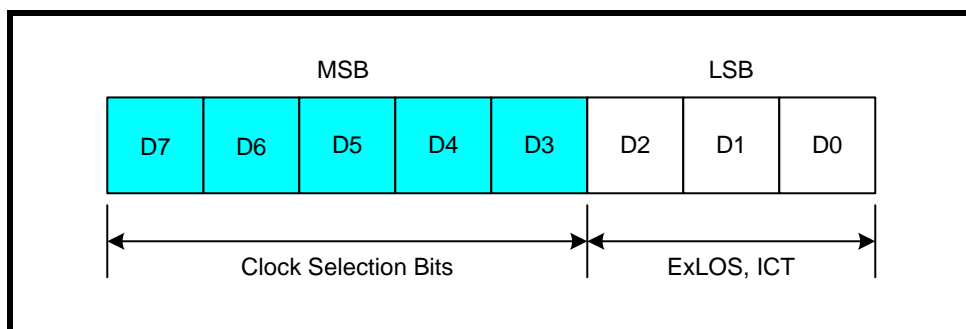 MSB LSB
D7 D6 D5 D4 D3 D2 D1 D0
Clock Selection Bits ExLOS, ICT